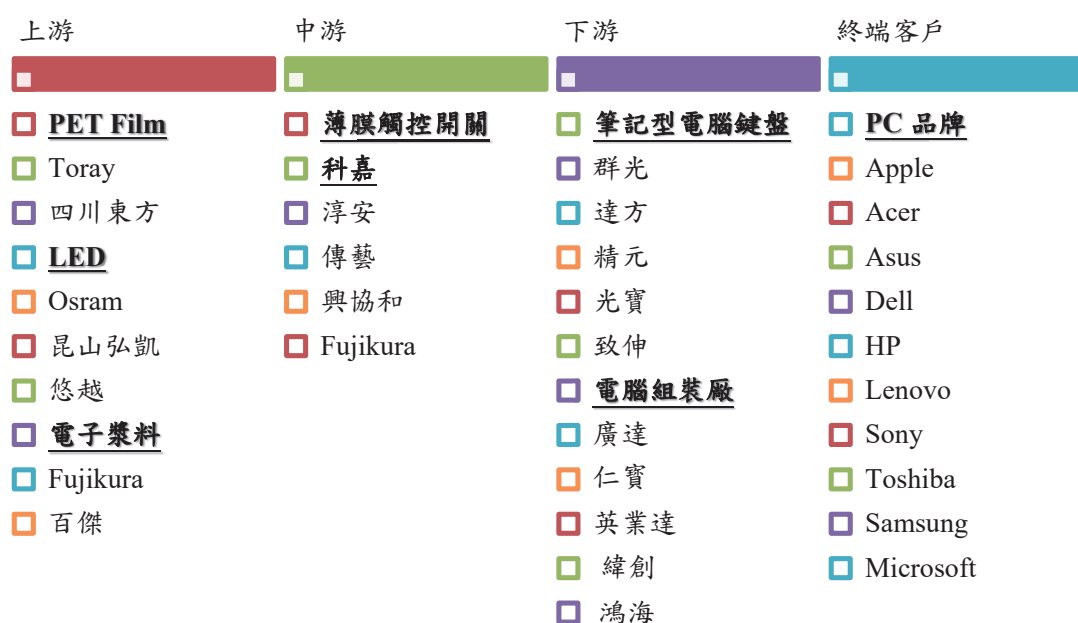 上游
PET Film
Toray
四川東方
LED
Osram
昆山弘凱
悠越
電子漿料
Fujikura
百傑
中游
薄膜觸控開關
科嘉
淳安
傳藝
興協和
Fujikura
下游
筆記型電腦鍵盤
群光
達方
精元
光寶
致伸
電腦組裝廠
廣達
仁寶
英業達
緯創
鴻海
終端客戶
PC 品牌
Apple
Acer
Asus
Dell
HP
Lenovo
Sony
Toshiba
Samsung
Microsoft